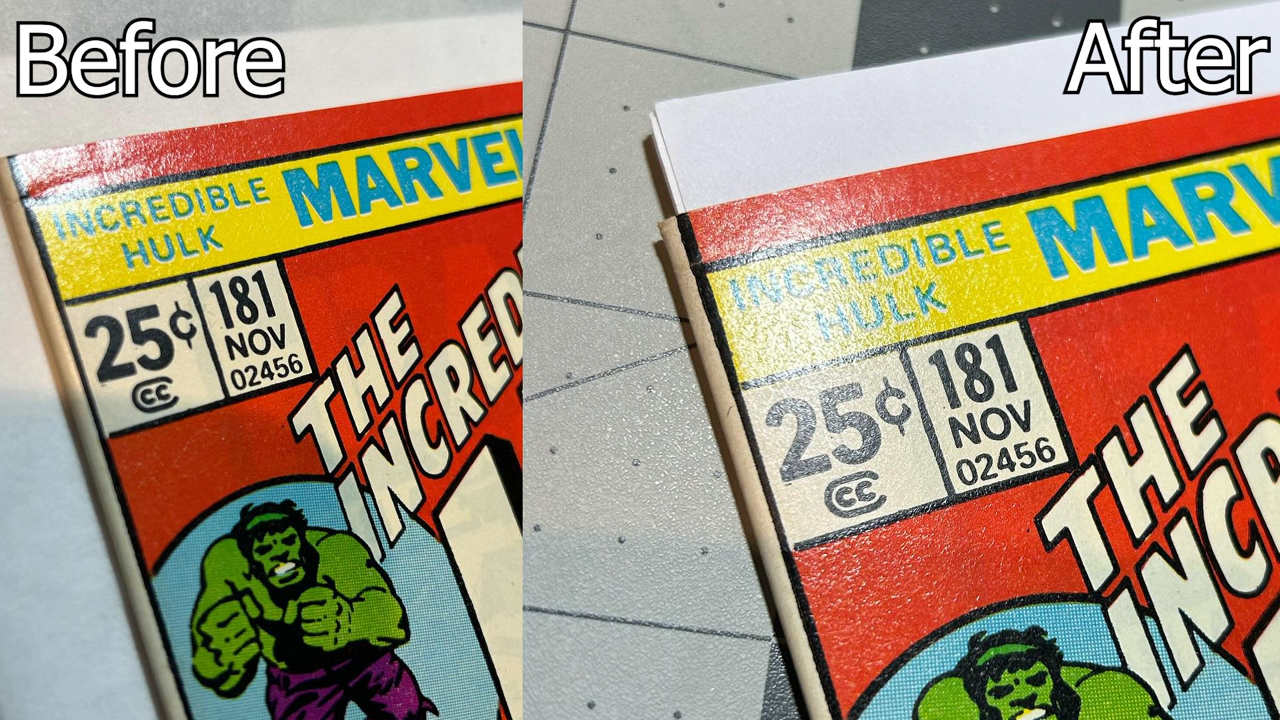 Before
MARVEL
INCREDIBLE
HULK
25¢
CC
181
NOV
02456
THE
INCRED
After
MARV
INCREDIBLE
HULK
25¢
CC
181
NOV
02456
THE
INCR